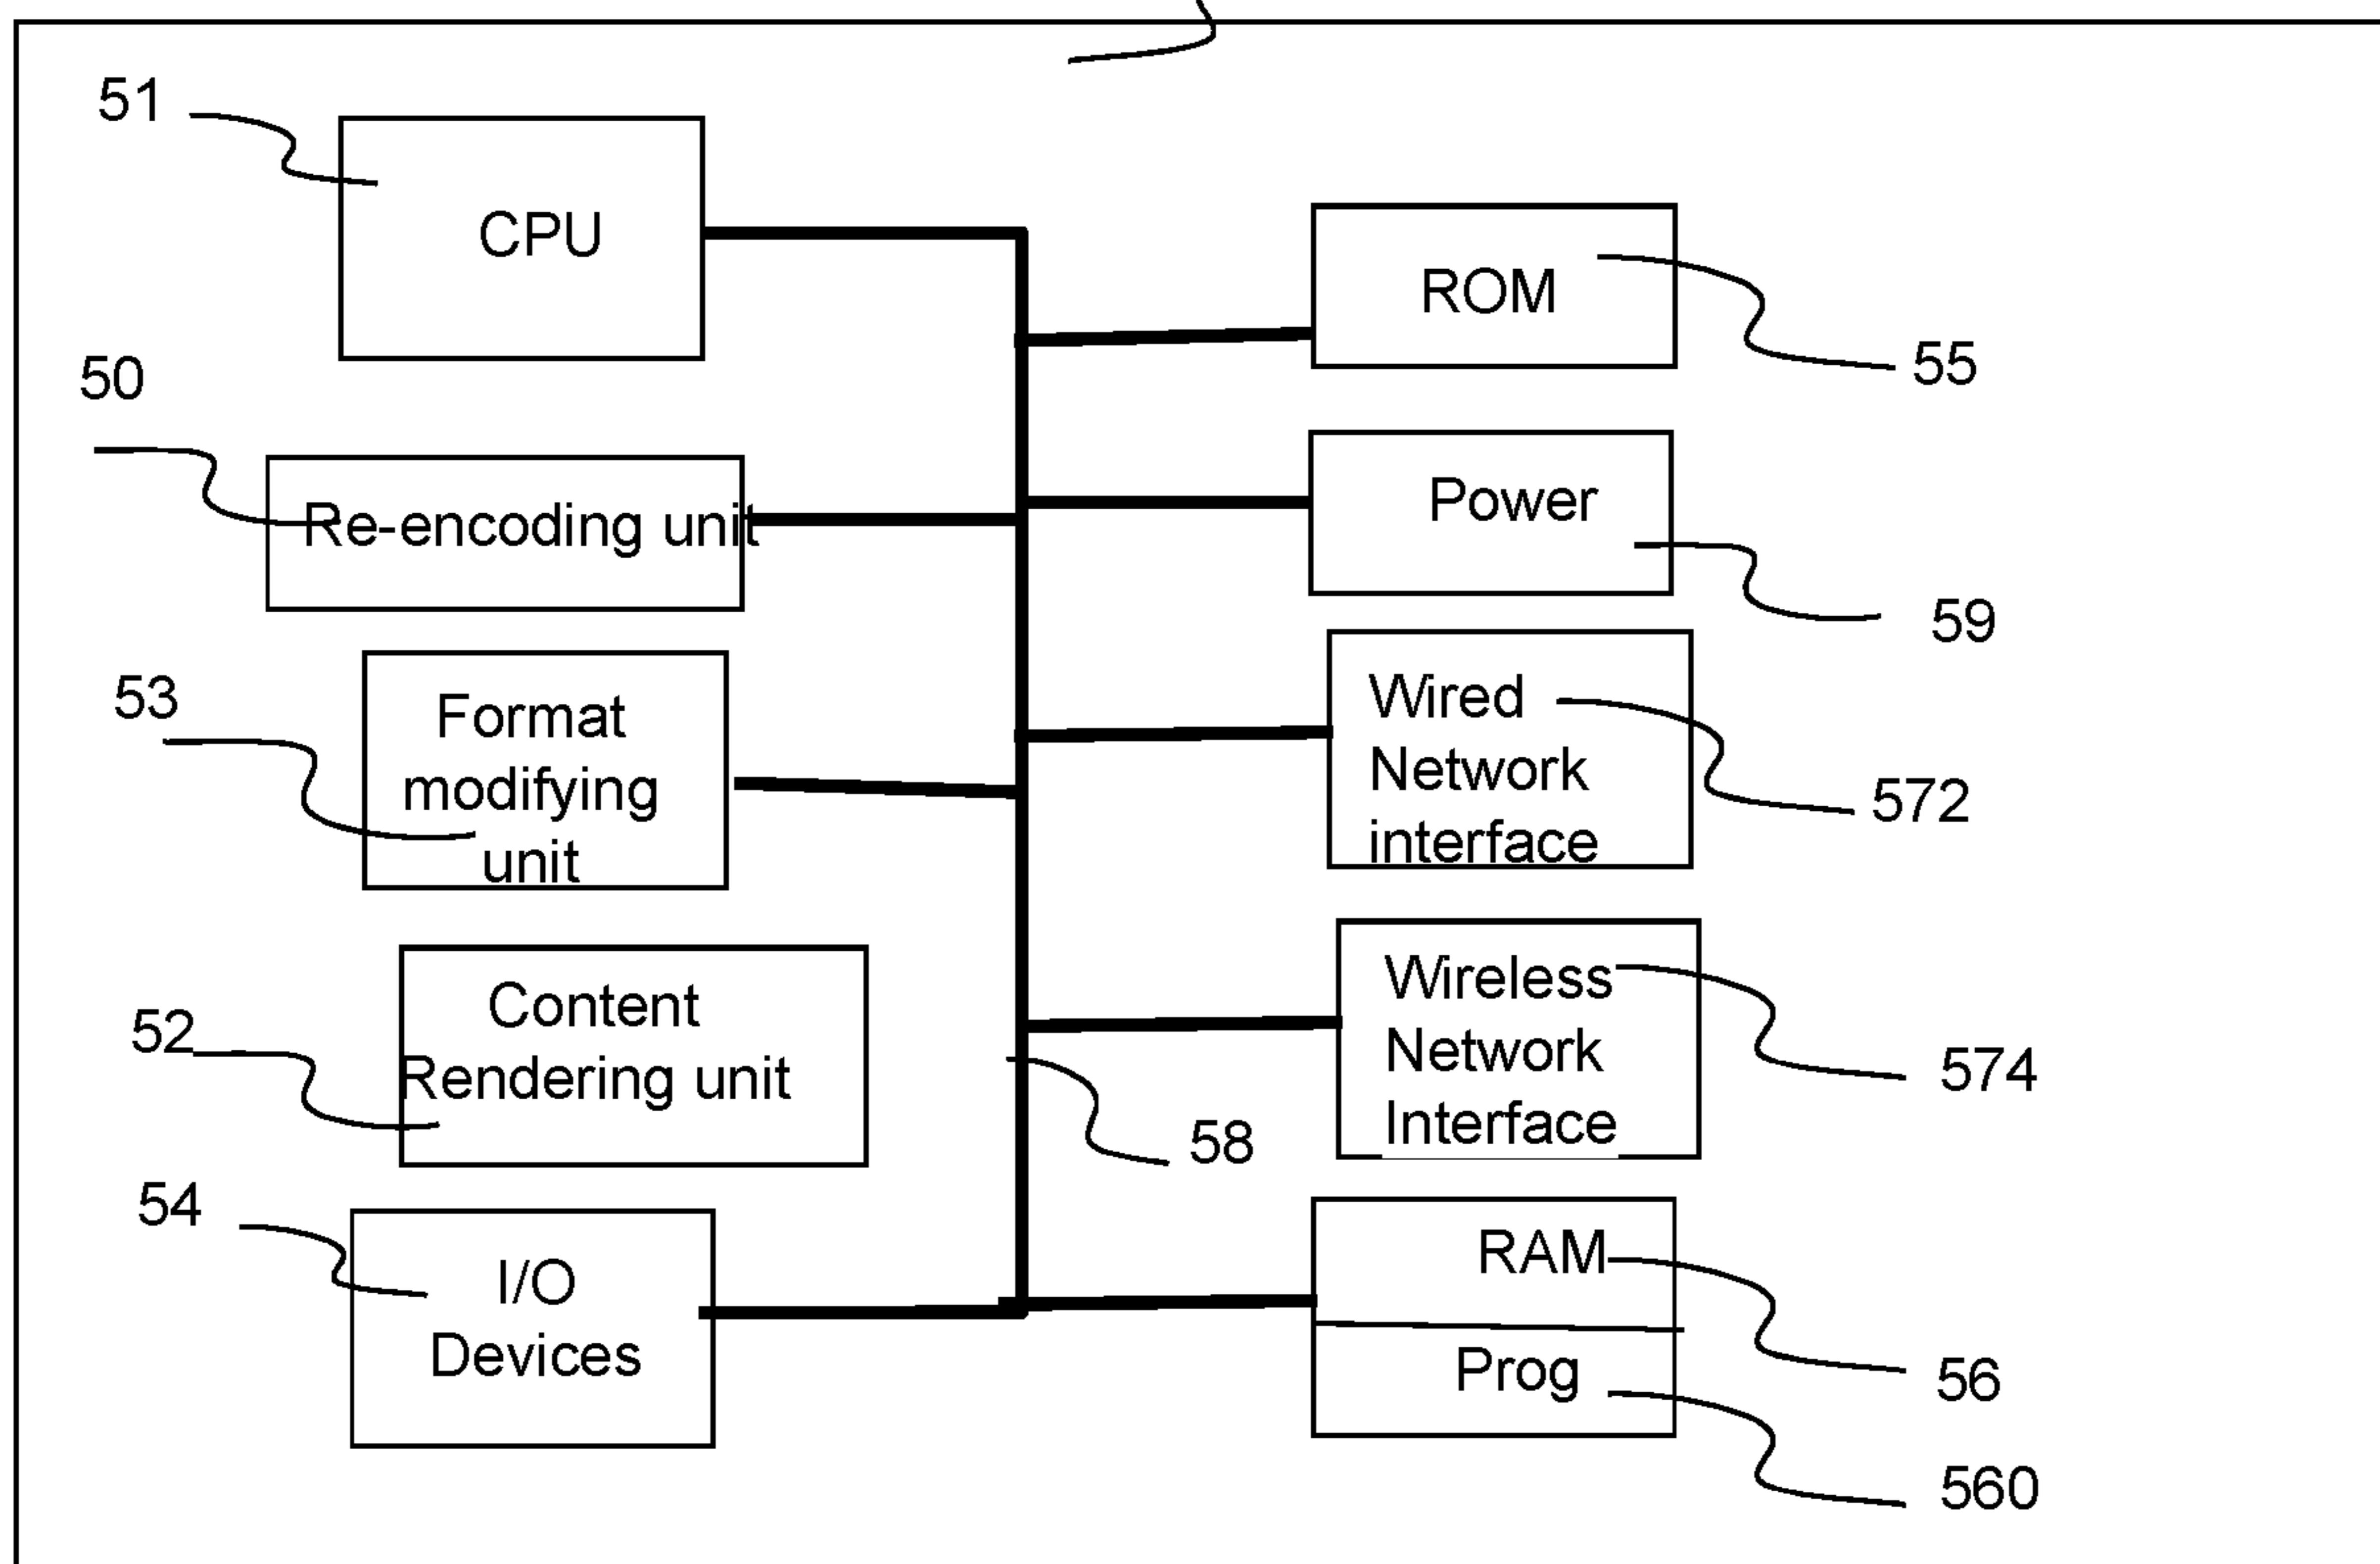 51
CPU
ROM
55
50
Re-encoding unit
Power
59
53
Format
modifying
unit
Wired
Network
interface
572
52
Content
Rendering unit
58
Wireless
Network
Interface
574
54
I/O
Devices
RAM
56
Prog
560